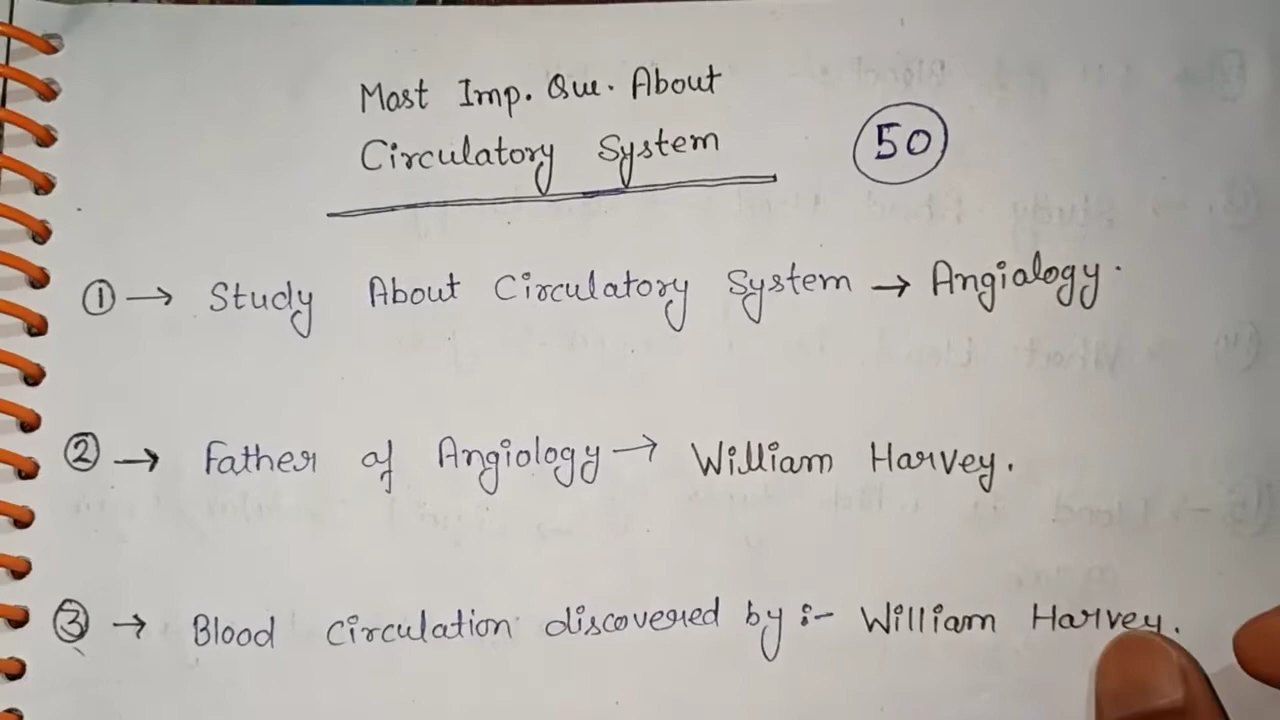 Most Imp. Que. About
Circulatory System
50
① → Study About Circulatory System → Angialogy.
② → Father of Angiology → William Harvey.
③ → Blood Circulation discovered by :- William Harvey.